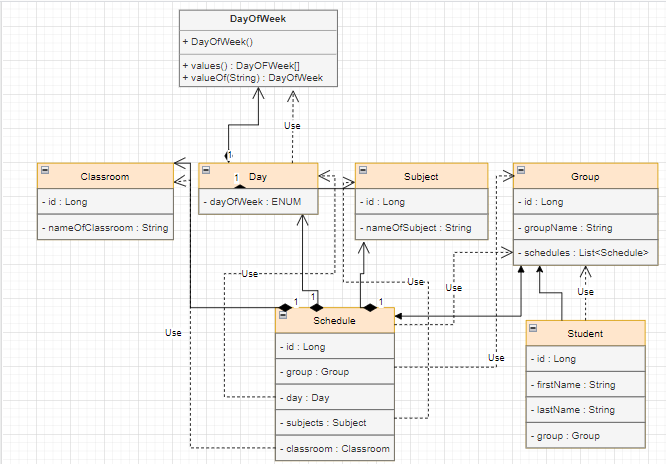 DayOfWeek
+ DayOfWeek()
+ values() : DayOFWeek[]
+ valueOf(String) : DayOfWeek
Use
1
Classroom
- id : Long
- nameOfClassroom : String
Day
1
- dayOfWeek : ENUM
Subject
- id : Long
- nameOfSubject : String
Group
- id : Long
- groupName : String
- schedules : List<Schedule>
Use
Use
Use
Use
1
1
1
Schedule
- id : Long
- group : Group
- day : Day
- subjects : Subject
- classroom : Classroom
Use
Use
Student
- id : Long
- firstName : String
- lastName : String
- group : Group